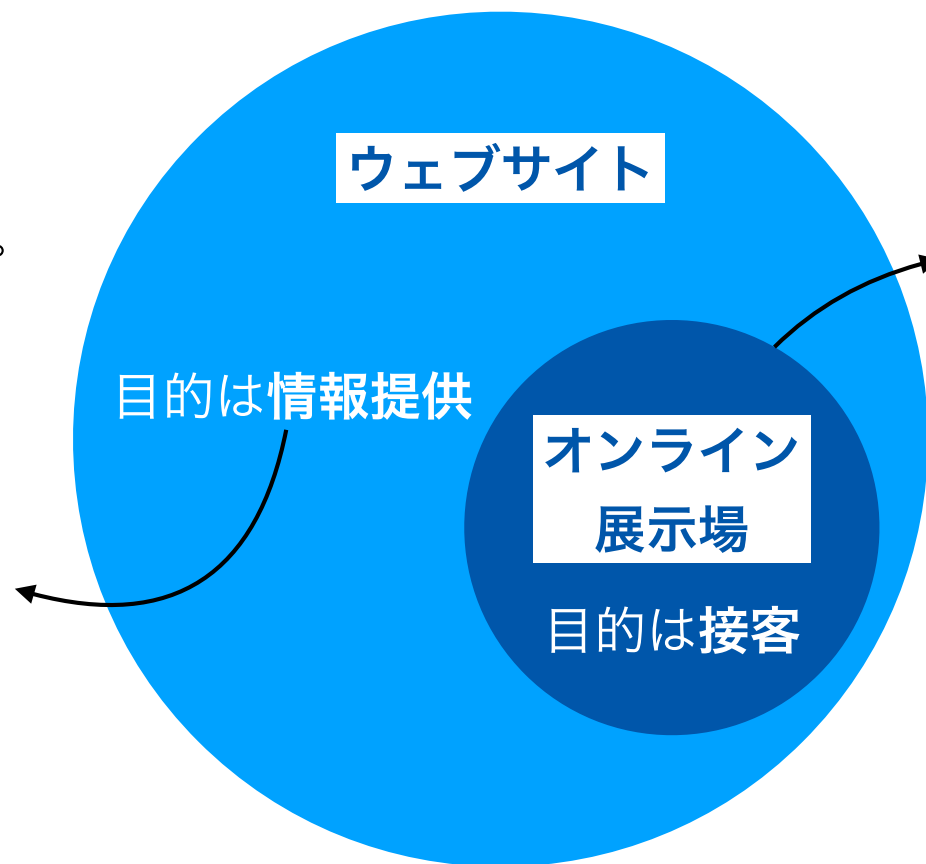 ウェブサイト
。
目的は情報提供
オンライン
展示場
目的は接客